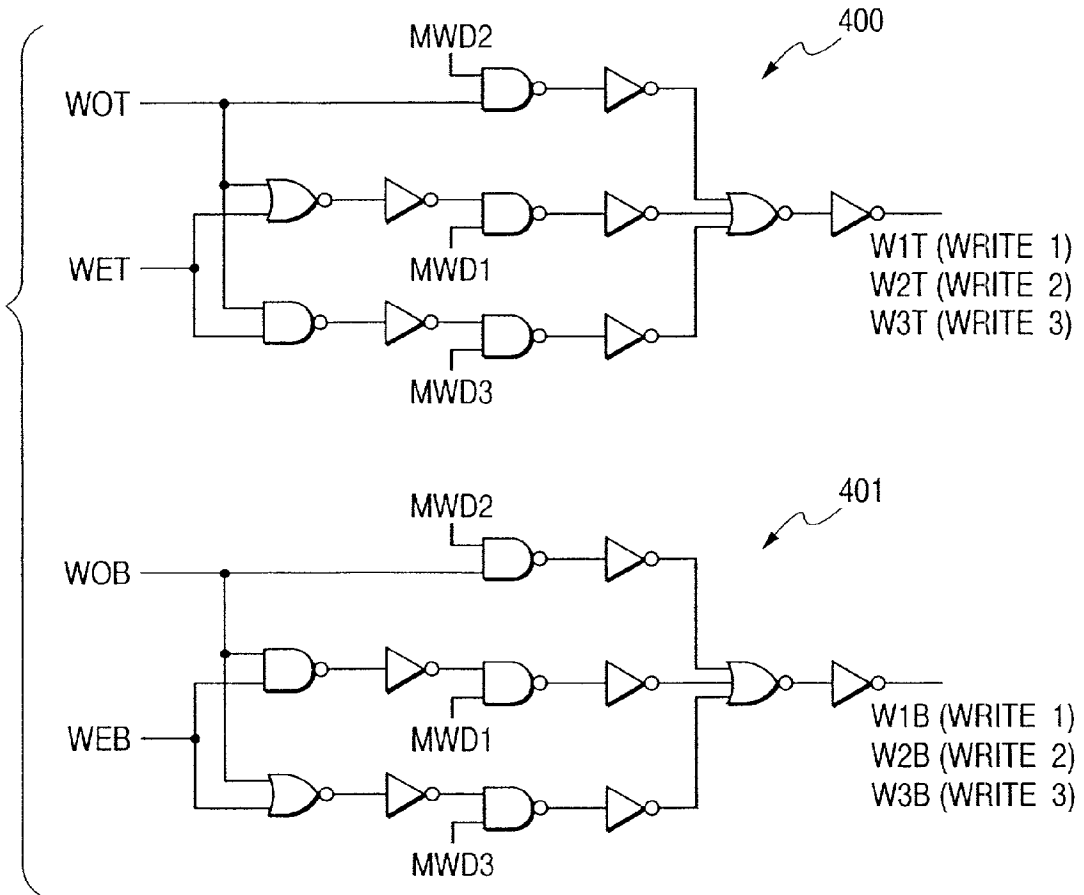 MWD2
400
WOT
MWD1
WET
W1T (WRITE 1)
W2T (WRITE 2)
W3T (WRITE 3)
MWD3
MWD2
401
WOB
MWD1
WEB
W1B (WRITE 1)
W2B (WRITE 2)
W3B (WRITE 3)
MWD3